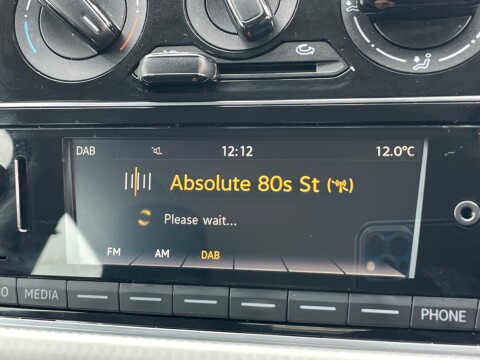 DAB 12:12 12.0°C
Absolute 80s St
Please wait...
FM AM DAB
MEDIA PHONE